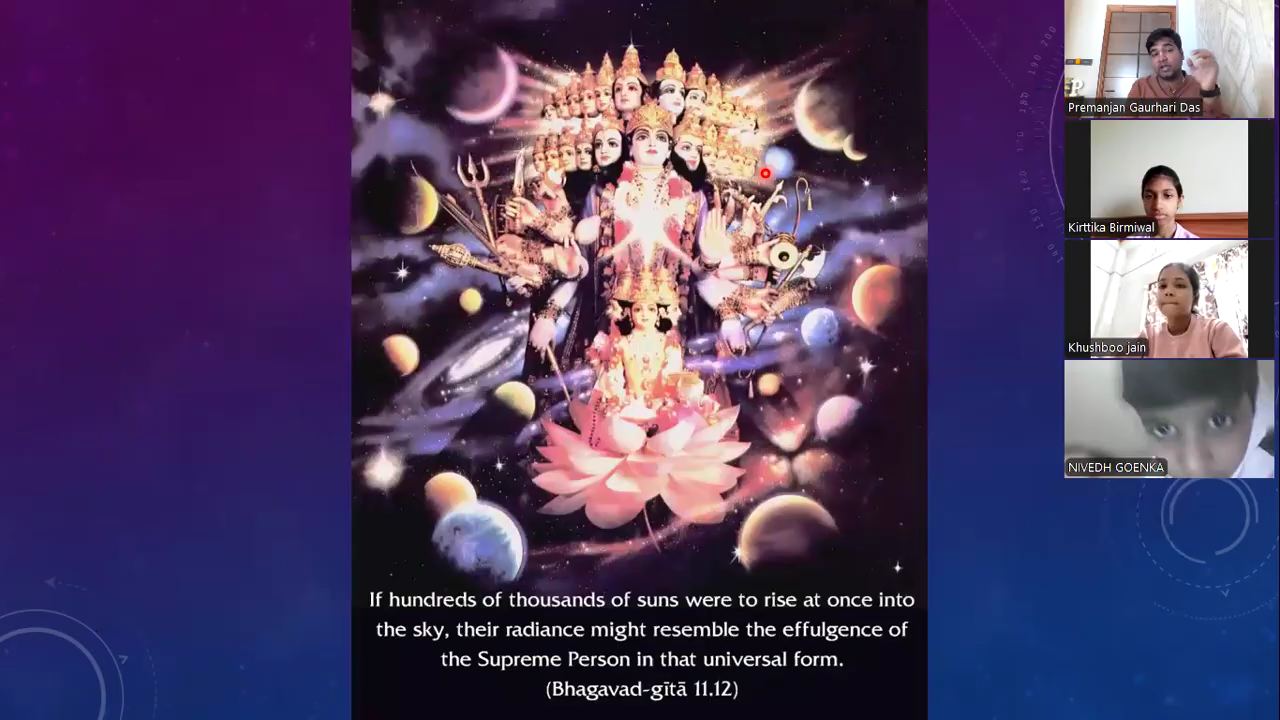 If hundreds of thousands of suns were to rise at once into
the sky, their radiance might resemble the effulgence of
the Supreme Person in that universal form.
(Bhagavad-gītā 11.12)
Premanjan Gaurhari Das
Kirttika Birmiwal
Khushboo jain
NIVEDH GOENKA